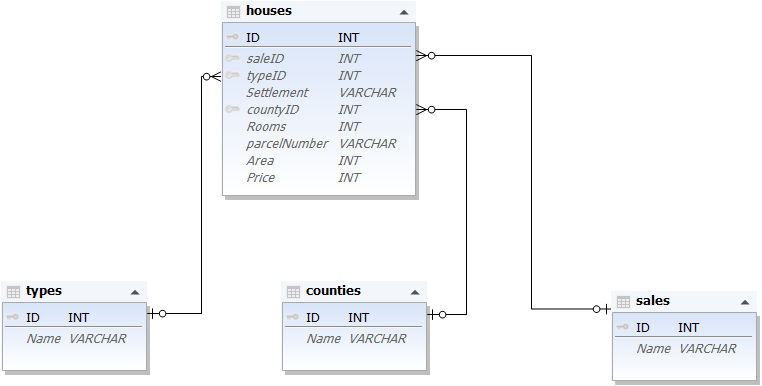 houses
ID INT
saleID INT
typeID INT
Settlement VARCHAR
countyID INT
Rooms INT
parcelNumber VARCHAR
Area INT
Price INT
types
ID INT
Name VARCHAR
counties
ID INT
Name VARCHAR
sales
ID INT
Name VARCHAR